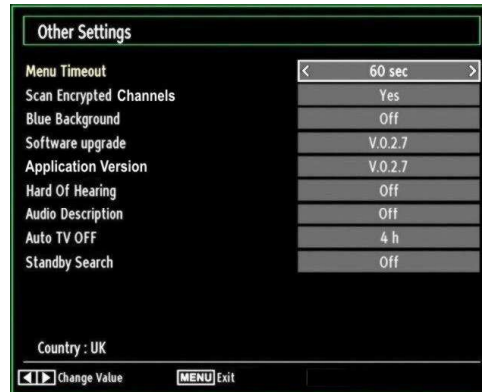 Other Settings
Menu Timeout < 60 sec >
Scan Encrypted Channels Yes
Blue Background Off
Software upgrade V.0.2.7
Application Version V.0.2.7
Hard Of Hearing Off
Audio Description Off
Auto TV OFF 4 h
Standby Search Off
Country : UK
Change Value MENU Exit